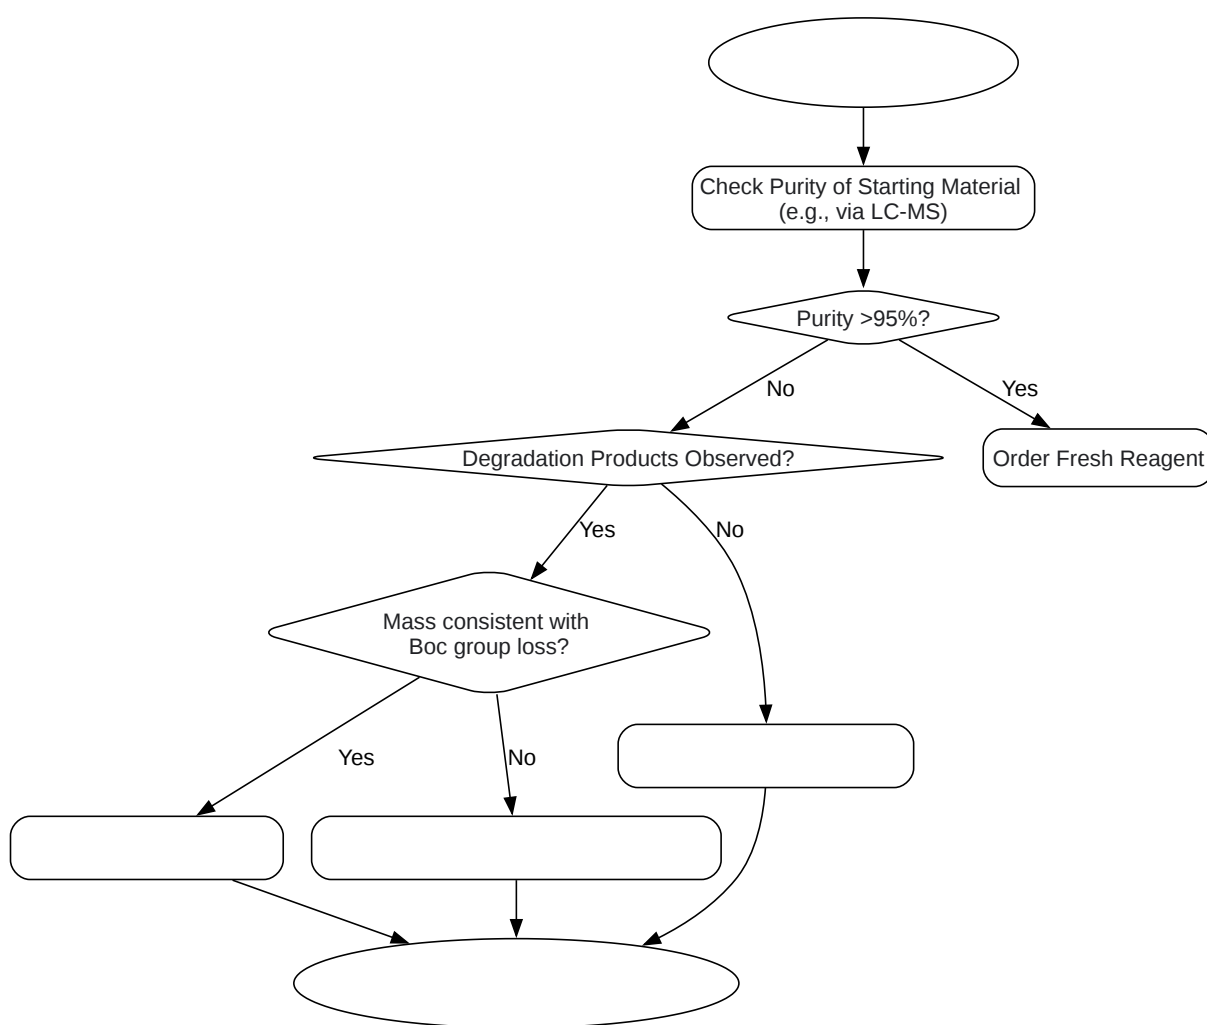 Check Purity of Starting Material
(e.g., via LC-MS)
Purity >95%?
No
Yes
Degradation Products Observed?
Order Fresh Reagent
Yes
No
Mass consistent with
Boc group loss?
Yes
No